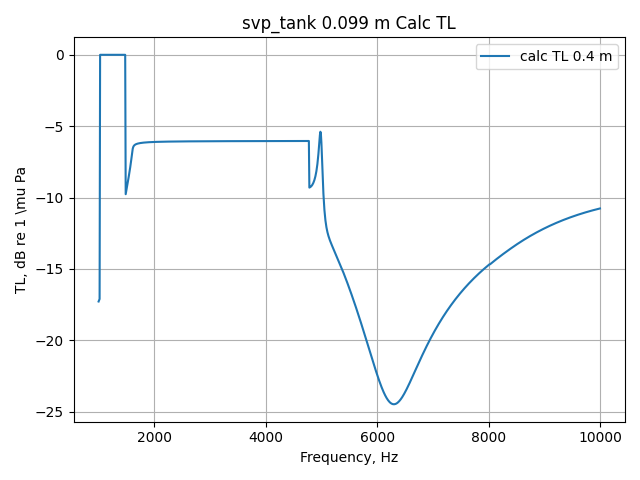 svp_tank 0.099 m Calc TL
calc TL 0.4 m
TL, dB re 1 \mu Pa
0
−5
−10
−15
−20
−25
2000
4000
6000
8000
10000
Frequency, Hz